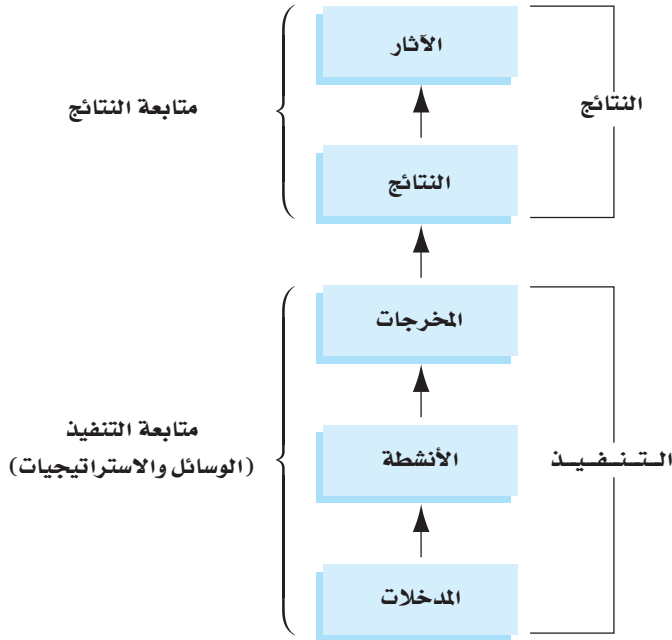 الآثار
النتائج
متابعة النتائج
النتائج
المخرجات
متابعة التنفيذ
(الوسائل والاستراتيجيات)
الأنشطة
الـتـنـفـيـذ
المدخلات